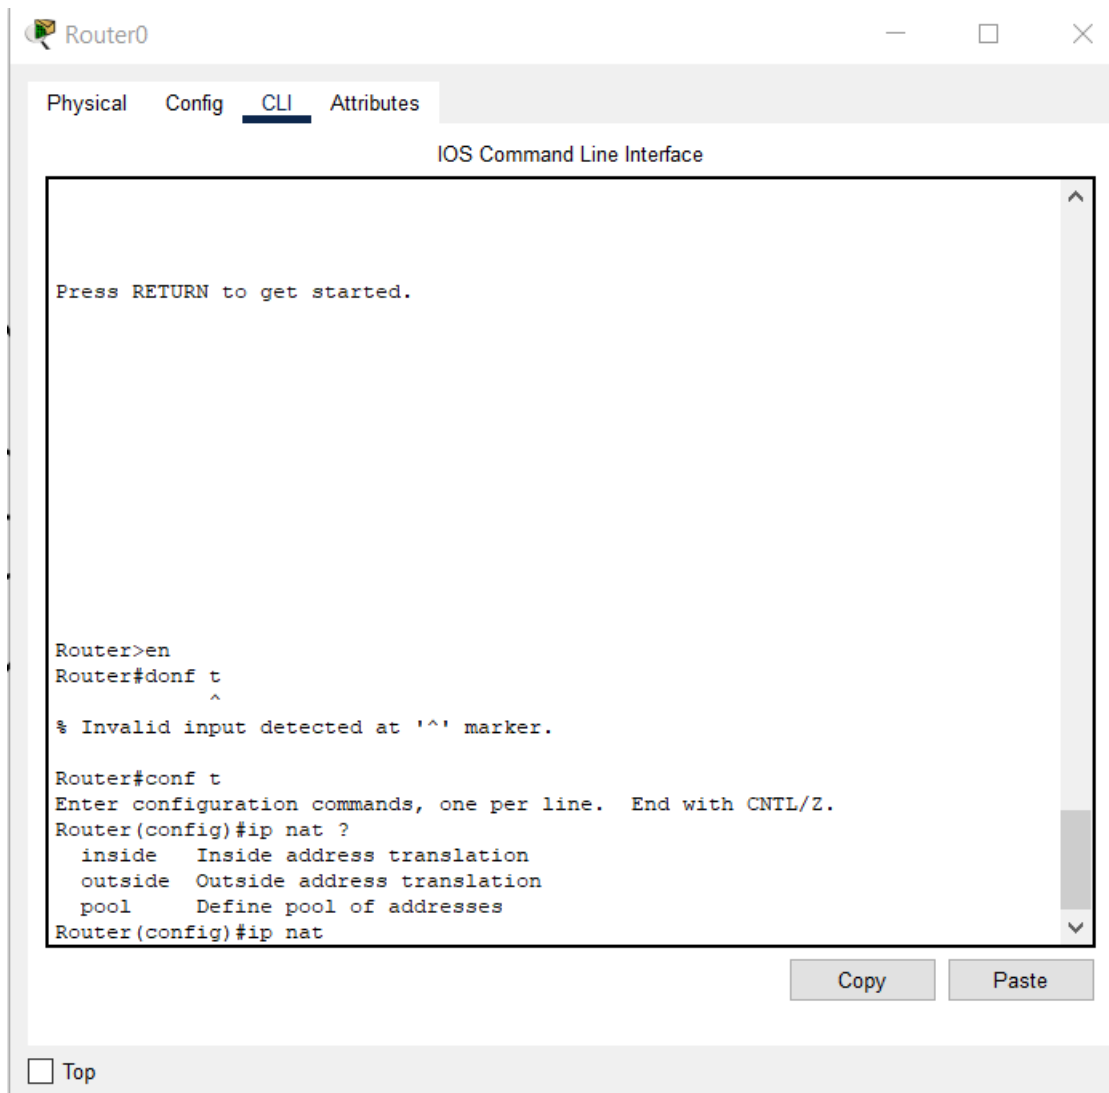 Router0
Physical Config CLI Attributes
IOS Command Line Interface
Press RETURN to get started.
Router>en
Router#donf t
^
% Invalid input detected at '^' marker.
Router#conf t
Enter configuration commands, one per line.  End with CNTL/Z.
Router(config)#ip nat ?
  inside   Inside address translation
  outside  Outside address translation
  pool     Define pool of addresses
Router(config)#ip nat
Copy Paste
Top